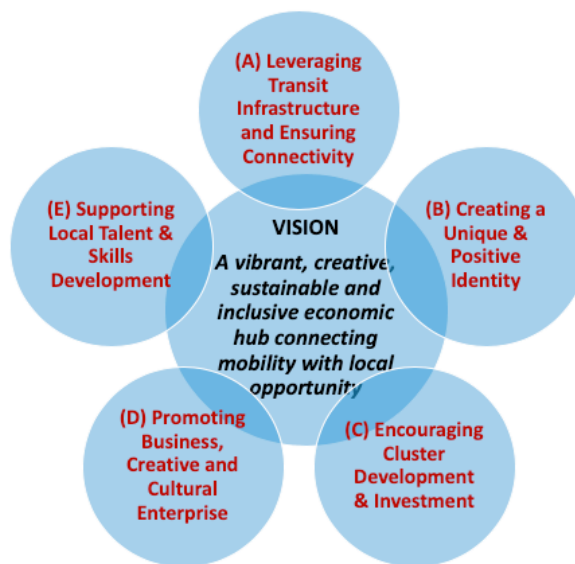 (A) Leveraging
Transit
Infrastructure
and Ensuring
Connectivity
(E) Supporting
Local Talent &
Skills
Development
(B) Creating a
Unique &
Positive
Identity
VISION
A vibrant, creative,
sustainable and
inclusive economic
hub connecting
mobility with local
opportunity
(D) Promoting
Business,
Creative and
Cultural
Enterprise
(C) Encouraging
Cluster
Development
& Investment